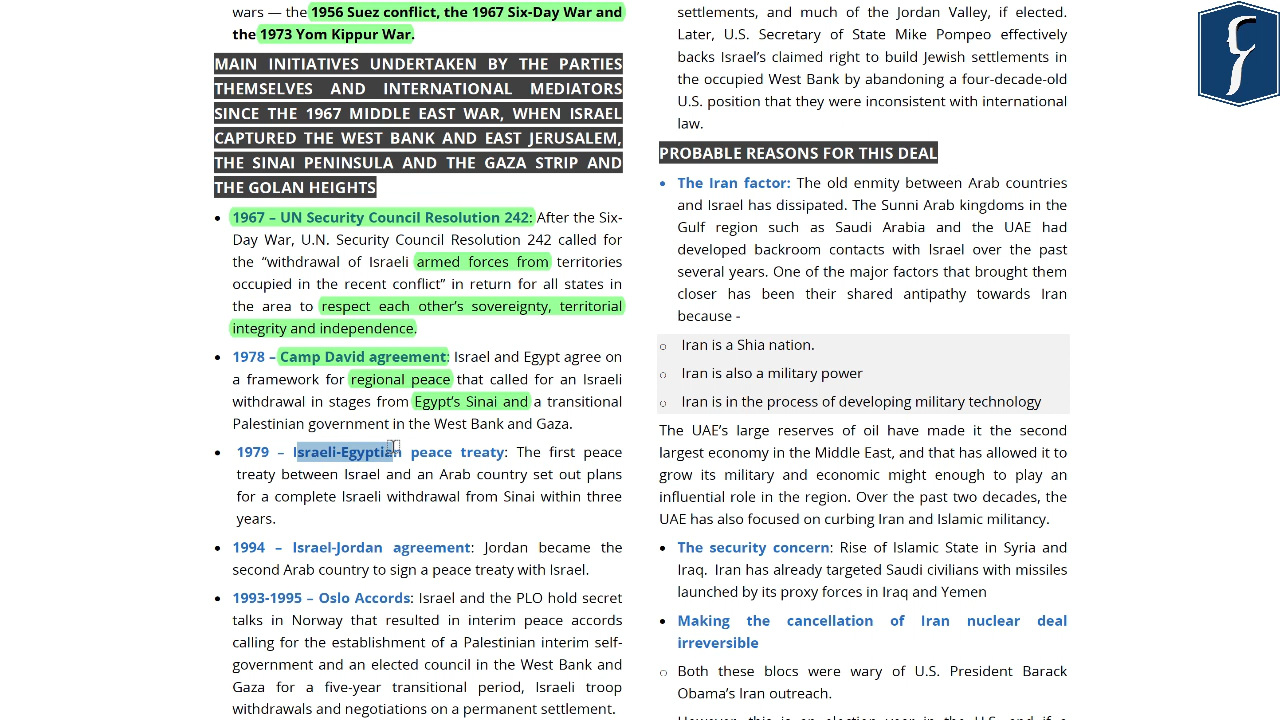 wars — the 1956 Suez conflict, the 1967 Six-Day War and
the 1973 Yom Kippur War.
MAIN INITIATIVES UNDERTAKEN BY THE PARTIES
THEMSELVES AND INTERNATIONAL MEDIATORS
SINCE THE 1967 MIDDLE EAST WAR, WHEN ISRAEL
CAPTURED THE WEST BANK AND EAST JERUSALEM,
THE SINAI PENINSULA AND THE GAZA STRIP AND
THE GOLAN HEIGHTS
• 1967 – UN Security Council Resolution 242: After the Six-
Day War, U.N. Security Council Resolution 242 called for
the “withdrawal of Israeli armed forces from territories
occupied in the recent conflict” in return for all states in
the area to respect each other’s sovereignty, territorial
integrity and independence.
• 1978 – Camp David agreement: Israel and Egypt agree on
a framework for regional peace that called for an Israeli
withdrawal in stages from Egypt’s Sinai and a transitional
Palestinian government in the West Bank and Gaza.
• 1979 – Israeli-Egyptian peace treaty: The first peace
treaty between Israel and an Arab country set out plans
for a complete Israeli withdrawal from Sinai within three
years.
• 1994 – Israel-Jordan agreement: Jordan became the
second Arab country to sign a peace treaty with Israel.
• 1993-1995 – Oslo Accords: Israel and the PLO hold secret
talks in Norway that resulted in interim peace accords
calling for the establishment of a Palestinian interim self-
government and an elected council in the West Bank and
Gaza for a five-year transitional period, Israeli troop
withdrawals and negotiations on a permanent settlement.
settlements, and much of the Jordan Valley, if elected.
Later, U.S. Secretary of State Mike Pompeo effectively
backs Israel’s claimed right to build Jewish settlements in
the occupied West Bank by abandoning a four-decade-old
U.S. position that they were inconsistent with international
law.
PROBABLE REASONS FOR THIS DEAL
• The Iran factor: The old enmity between Arab countries
and Israel has dissipated. The Sunni Arab kingdoms in the
Gulf region such as Saudi Arabia and the UAE had
developed backroom contacts with Israel over the past
several years. One of the major factors that brought them
closer has been their shared antipathy towards Iran
because -
○ Iran is a Shia nation.
○ Iran is also a military power
○ Iran is in the process of developing military technology
The UAE’s large reserves of oil have made it the second
largest economy in the Middle East, and that has allowed it to
grow its military and economic might enough to play an
influential role in the region. Over the past two decades, the
UAE has also focused on curbing Iran and Islamic militancy.
• The security concern: Rise of Islamic State in Syria and
Iraq. Iran has already targeted Saudi civilians with missiles
launched by its proxy forces in Iraq and Yemen
• Making the cancellation of Iran nuclear deal
irreversible
○ Both these blocs were wary of U.S. President Barack
Obama’s Iran outreach.